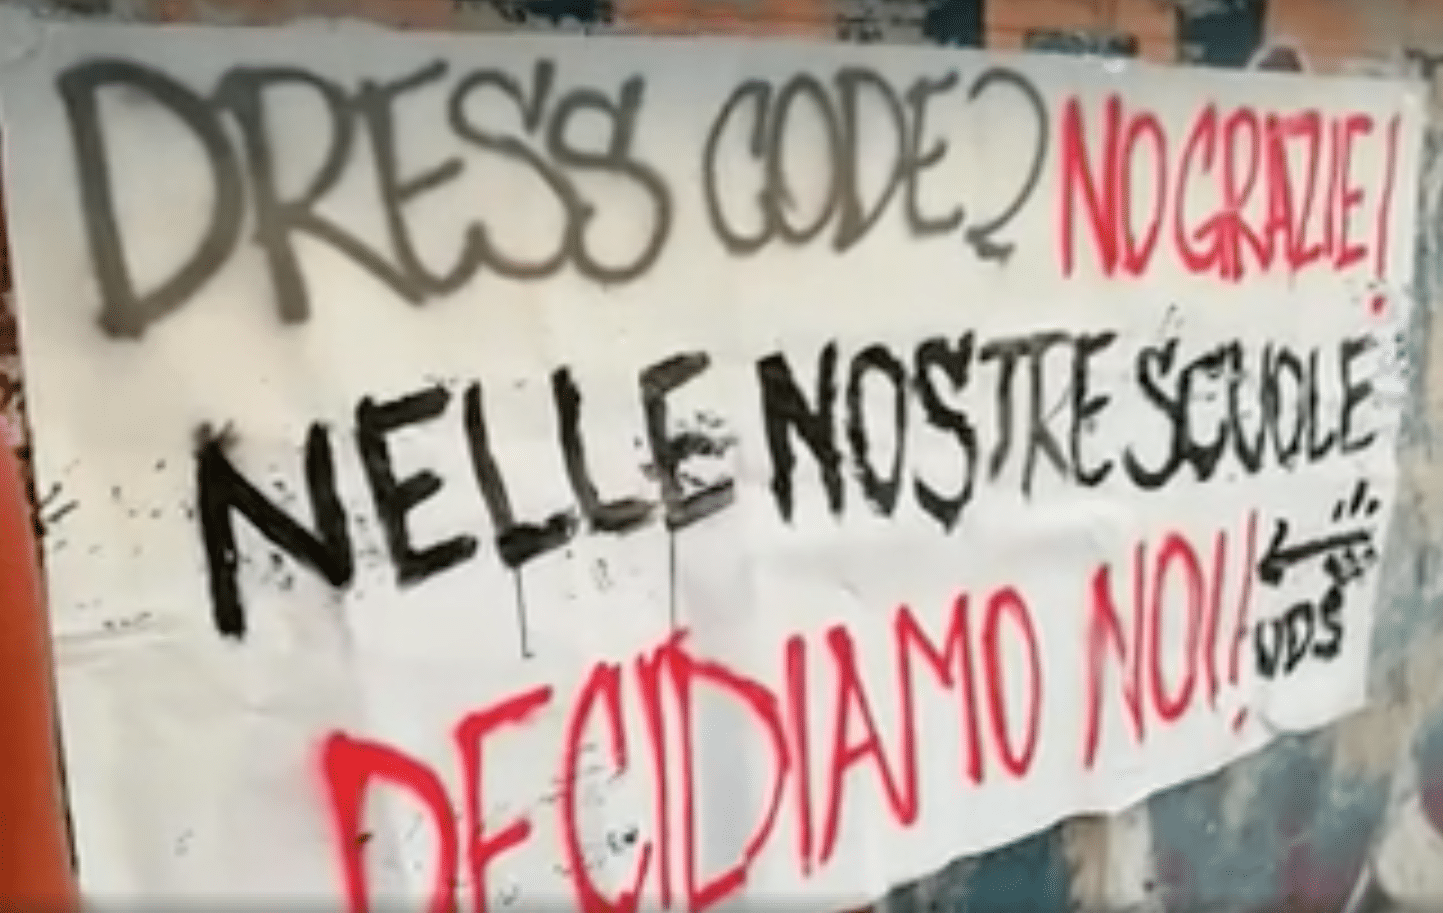 DRESS CODE? NO GRAZIE!
NELLE NOSTRE SCUOLE
DECIDIAMO NOI!
UDS